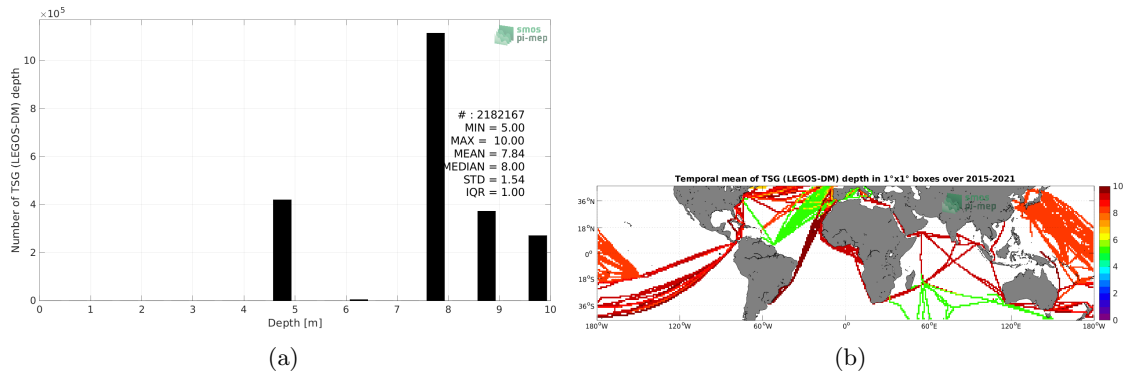 ×10⁵
smos
pi-mep
10
8
6
4
2
0
Number of TSG (LEGOS-DM) depth
# : 2182167
MIN = 5.00
MAX = 10.00
MEAN = 7.84
MEDIAN = 8.00
STD = 1.54
IQR = 1.00
0 1 2 3 4 5 6 7 8 9 10
Depth [m]
(a)
Temporal mean of TSG (LEGOS-DM) depth in 1°x1° boxes over 2015-2021
smos
pi-mep
36°N
18°N
0°
18°S
36°S
180°W 120°W 60°W 0° 60°E 120°E 180°W
10
8
6
4
2
0
(b)